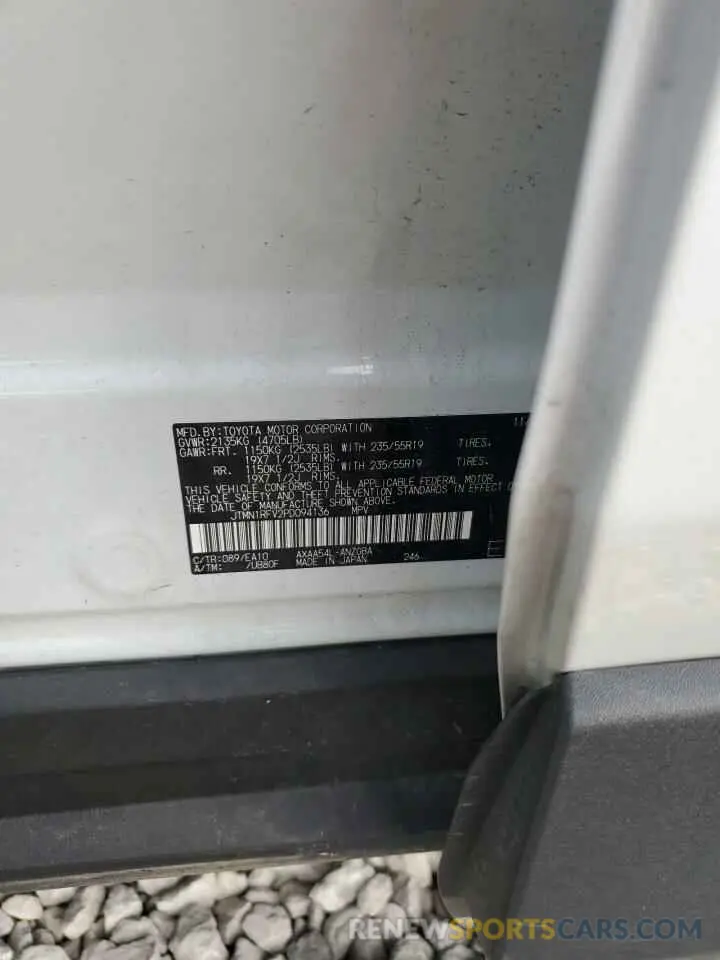 MFD.BY:TOYOTA MOTOR CORPORATION 11/
GVWR:2135KG (4705LB)
GAWR:FRT. 1150KG (2535LB) WITH 235/55R19 TIRES.
19X7 1/2J RIMS.
RR. 1150KG (2535LB) WITH 235/55R19 TIRES.
19X7 1/2J RIMS.
THIS VEHICLE CONFORMS TO ALL APPLICABLE FEDERAL MOTOR
VEHICLE SAFETY AND THEFT PREVENTION STANDARDS IN EFFECT O
THE DATE OF MANUFACTURE SHOWN ABOVE.
JTMN1RFV2PD094136 MPV
C/TR:089/EA10 AXAA54L-ANZGBA 246
A/TM: /UB80F MADE IN JAPAN
RENEWSPORTSCARS.COM